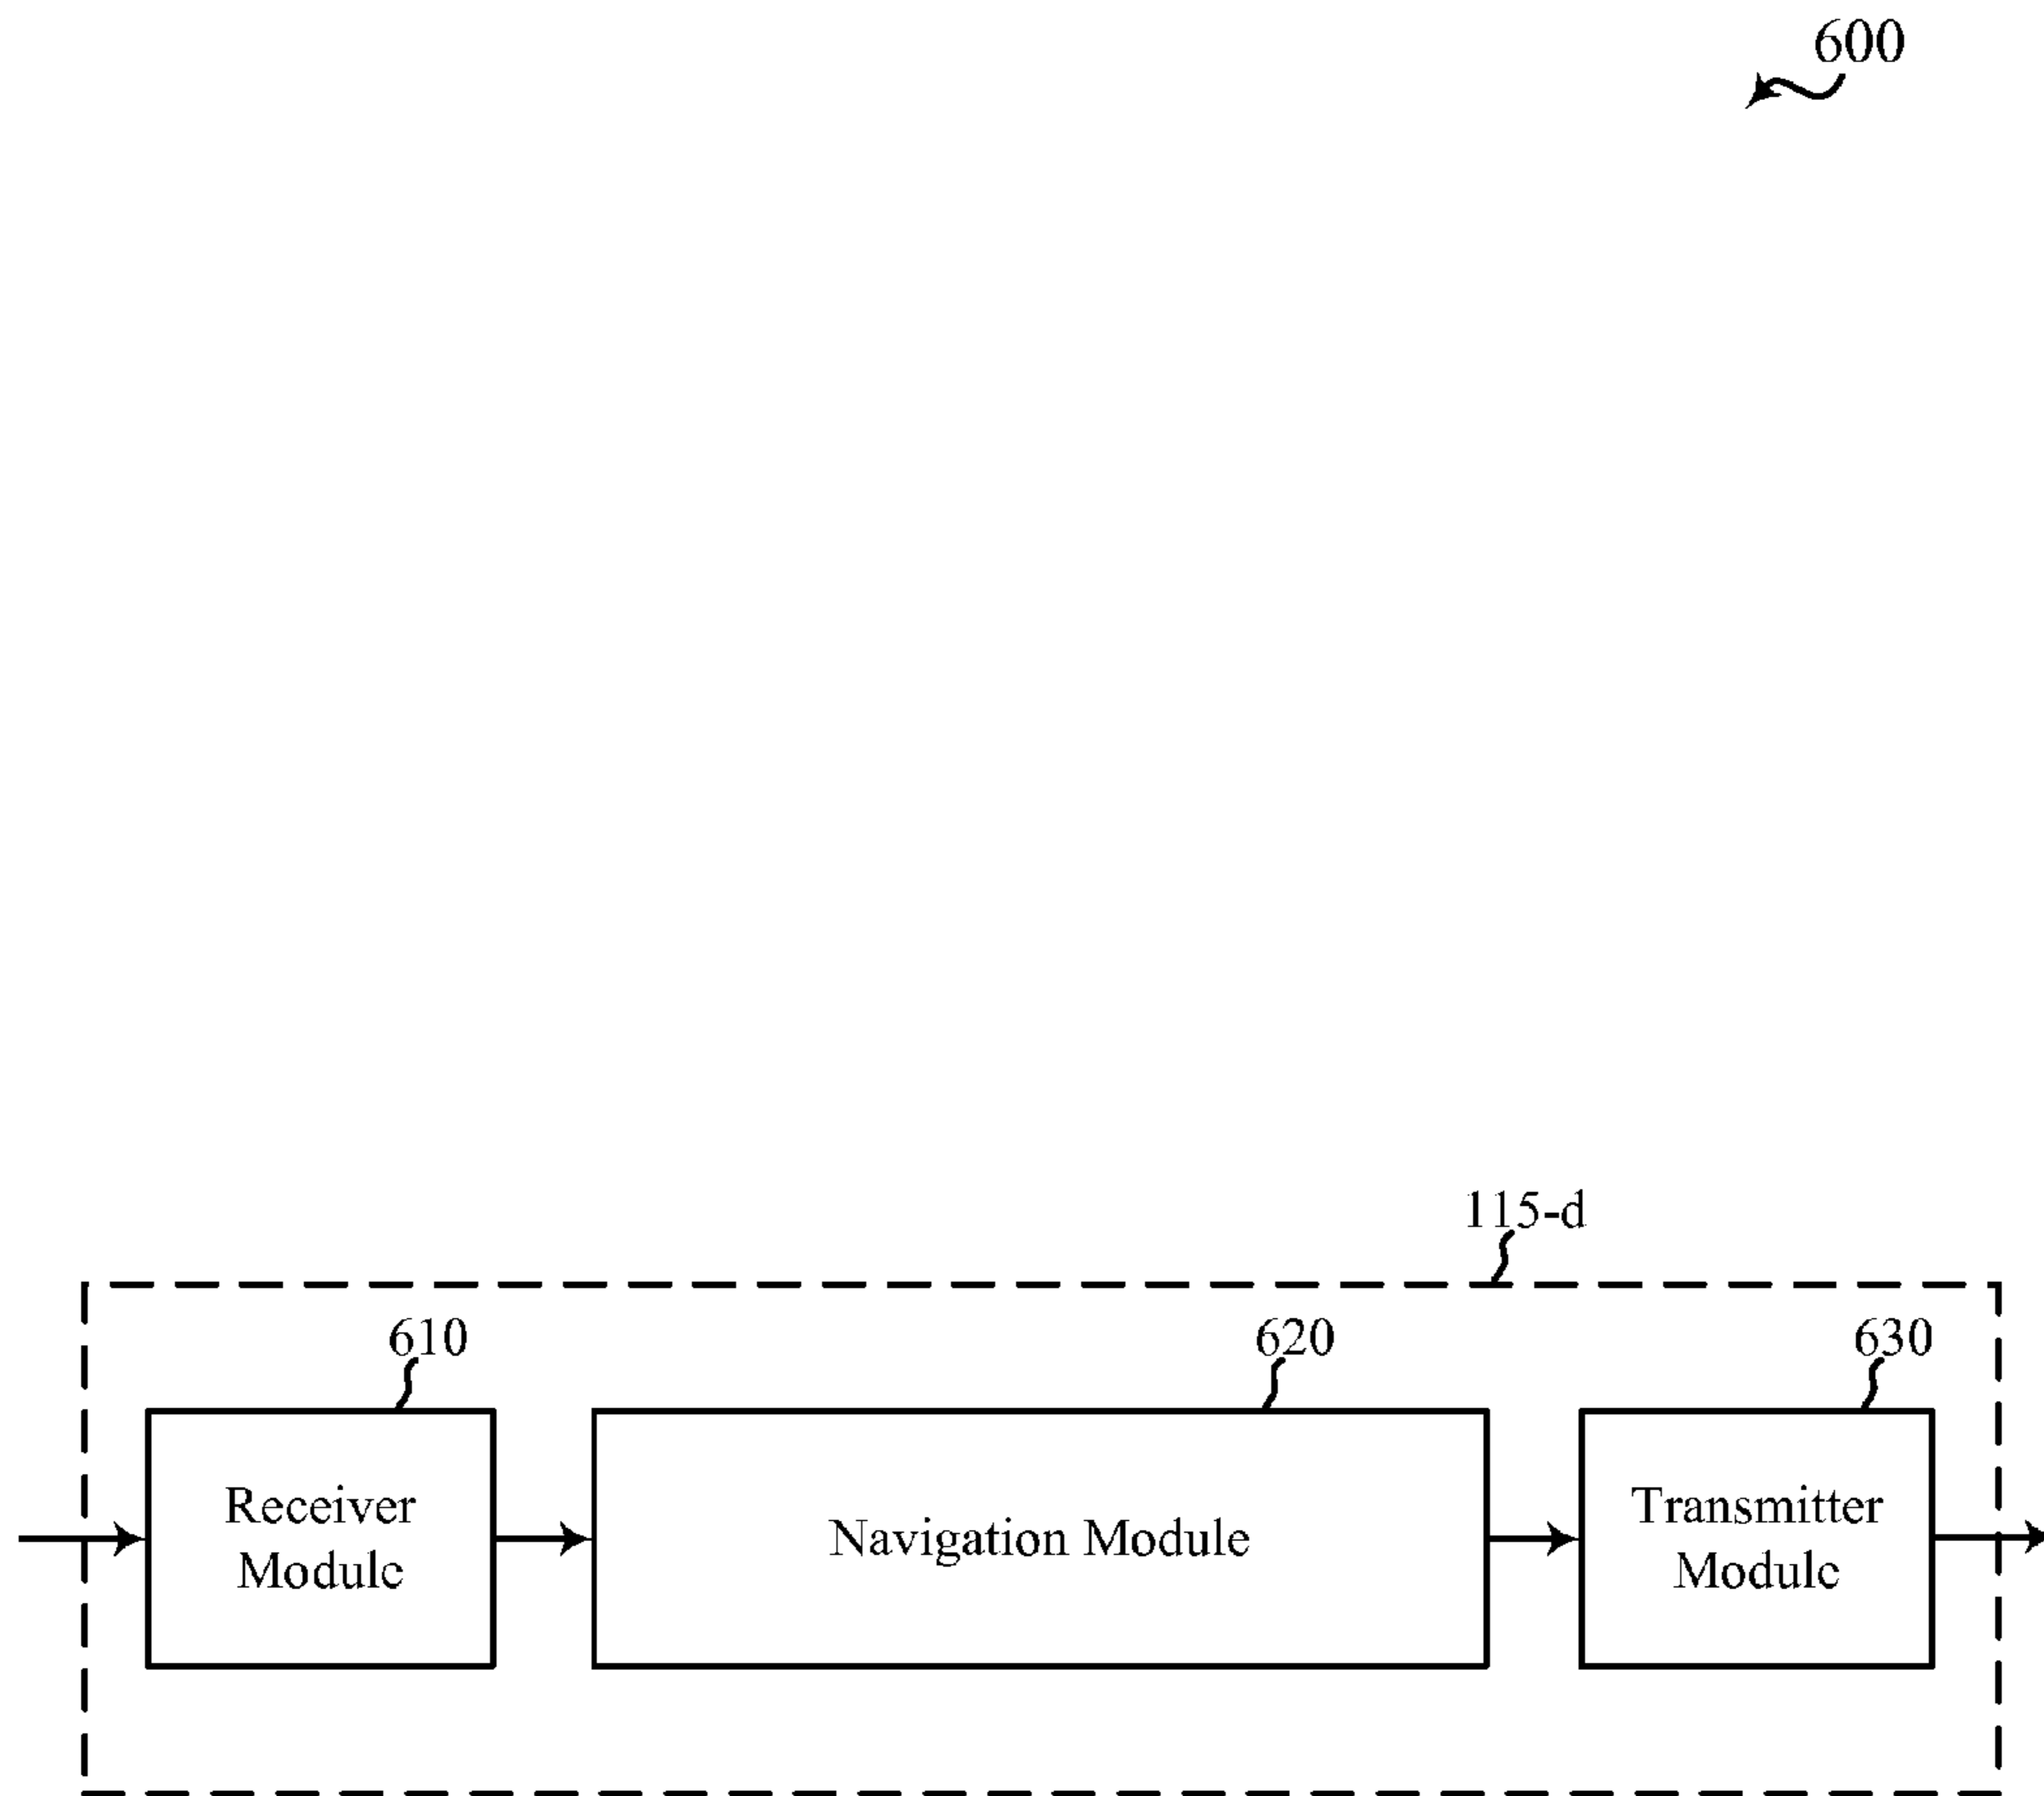 600
115-d
610
620
630
Receiver
Module
Navigation Module
Transmitter
Module